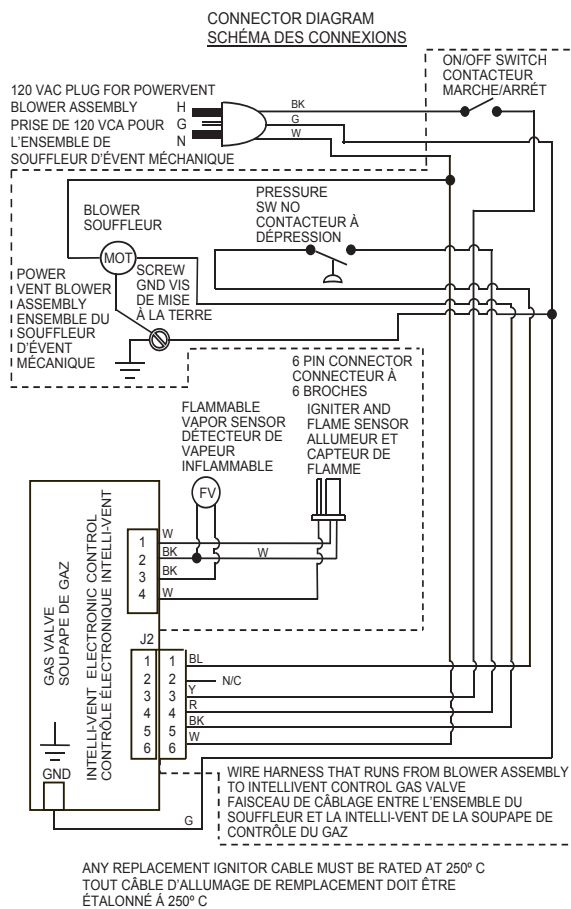 CONNECTOR DIAGRAM
SCHÉMA DES CONNEXIONS
ON/OFF SWITCH
CONTACTEUR
MARCHE/ARRÉT
120 VAC PLUG FOR POWERVENT
BLOWER ASSEMBLY
PRISE DE 120 VCA POUR
L'ENSEMBLE DE
SOUFFLEUR D'ÉVENT MÉCHANIQUE
H
G
N
BK
G
W
BLOWER
SOUFFLEUR
MOT
PRESSURE
SW NO
CONTACTEUR À
DÉPRESSION
POWER
VENT BLOWER
ASSEMBLY
ENSEMBLE DU
SOUFFLEUR
D'ÉVENT
MÉCANIQUE
SCREW
GND VIS
DE MISE
À LA TERRE
6 PIN CONNECTOR
CONNECTEUR À
6 BROCHES
FLAMMABLE
VAPOR SENSOR
DÉTECTEUR DE
VAPEUR
INFLAMMABLE
IGNITER AND
FLAME SENSOR
ALLUMEUR ET
CAPTEUR DE
FLAMME
FV
GAS VALVE
SOUPAPE DE GAZ
INTELLI-VENT ELECTRONIC CONTROL
CONTRÔLE ÉLECTRONIQUE INTELLI-VENT
1 W
2 BK W
3 BK
4 W
J2
1 1 BL
2 2 N/C
3 3 Y
4 4 R
5 5 BK
6 6 W
GND
G
WIRE HARNESS THAT RUNS FROM BLOWER ASSEMBLY
TO INTELLIVENT CONTROL GAS VALVE
FAISCEAU DE CÂBLAGE ENTRE L'ENSEMBLE DU
SOUFFLEUR ET LA INTELLI-VENT DE LA SOUPAPE DE
CONTRÔLE DU GAZ
ANY REPLACEMENT IGNITOR CABLE MUST BE RATED AT 250º C
TOUT CÂBLE D'ALLUMAGE DE REMPLACEMENT DOIT ÊTRE
ÉTALONNÉ Á 250º C